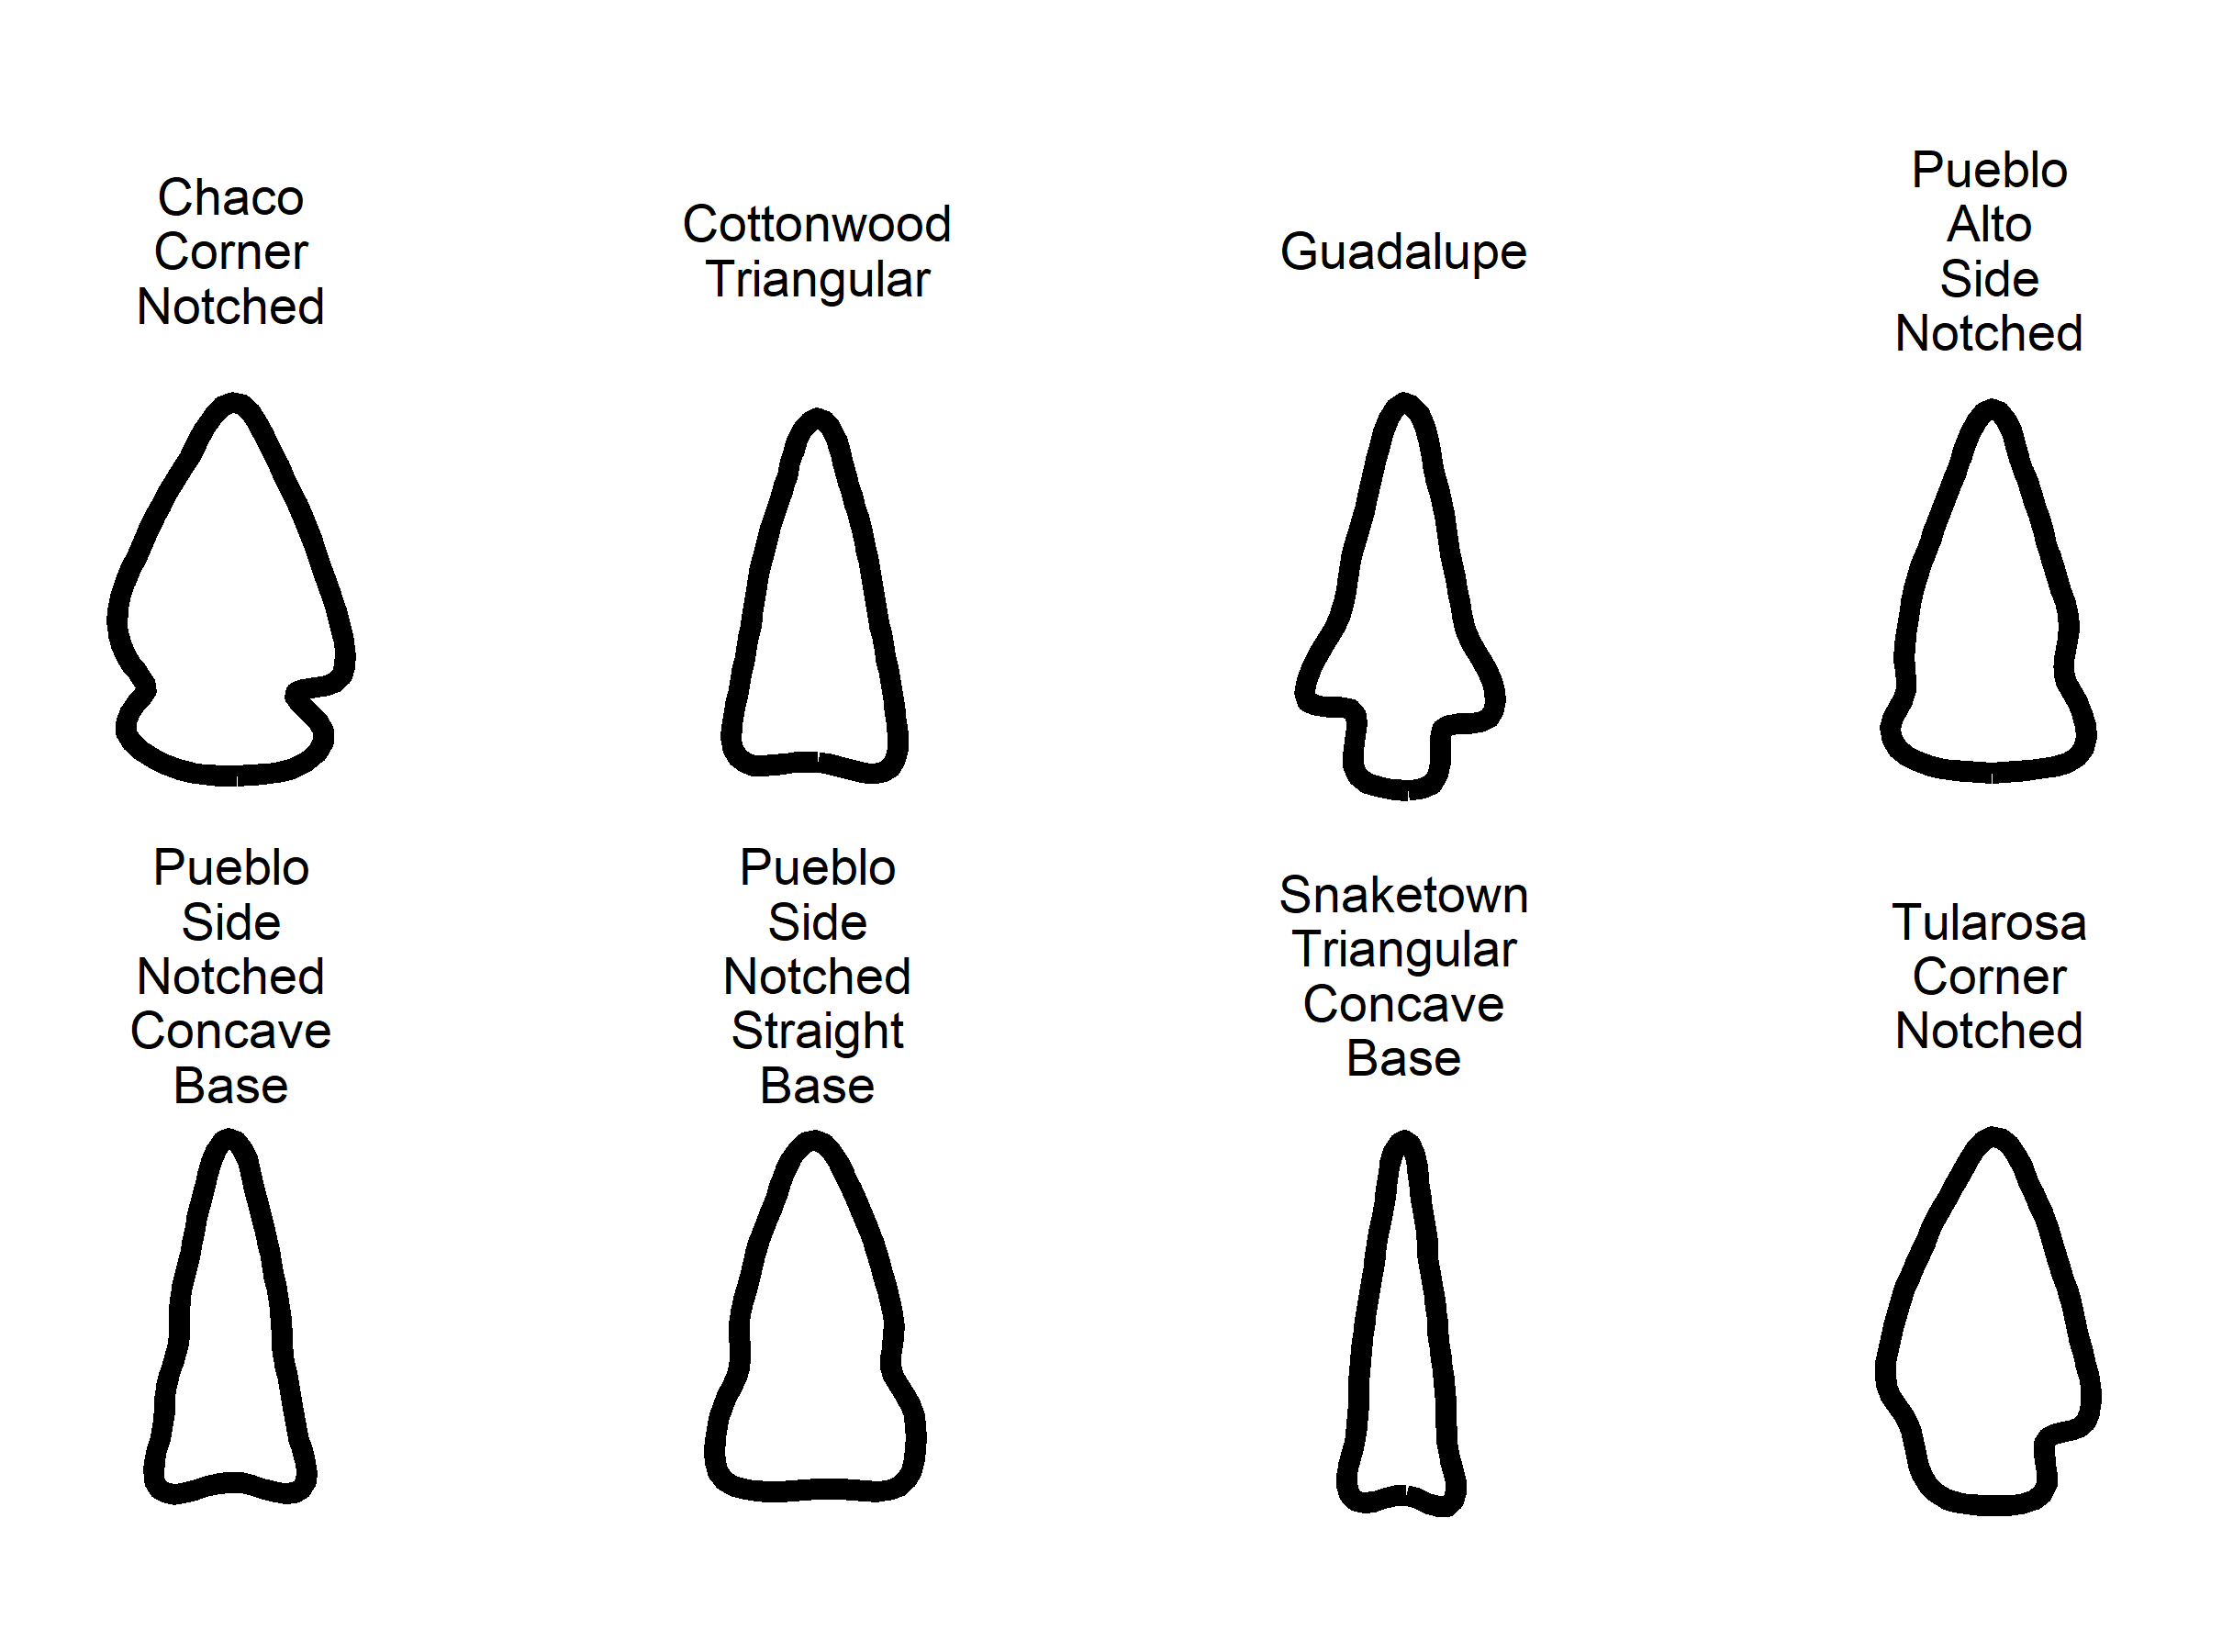 Chaco
Corner
Notched
Cottonwood
Triangular
Guadalupe
Pueblo
Alto
Side
Notched
Pueblo
Side
Notched
Concave
Base
Pueblo
Side
Notched
Straight
Base
Snaketown
Triangular
Concave
Base
Tularosa
Corner
Notched